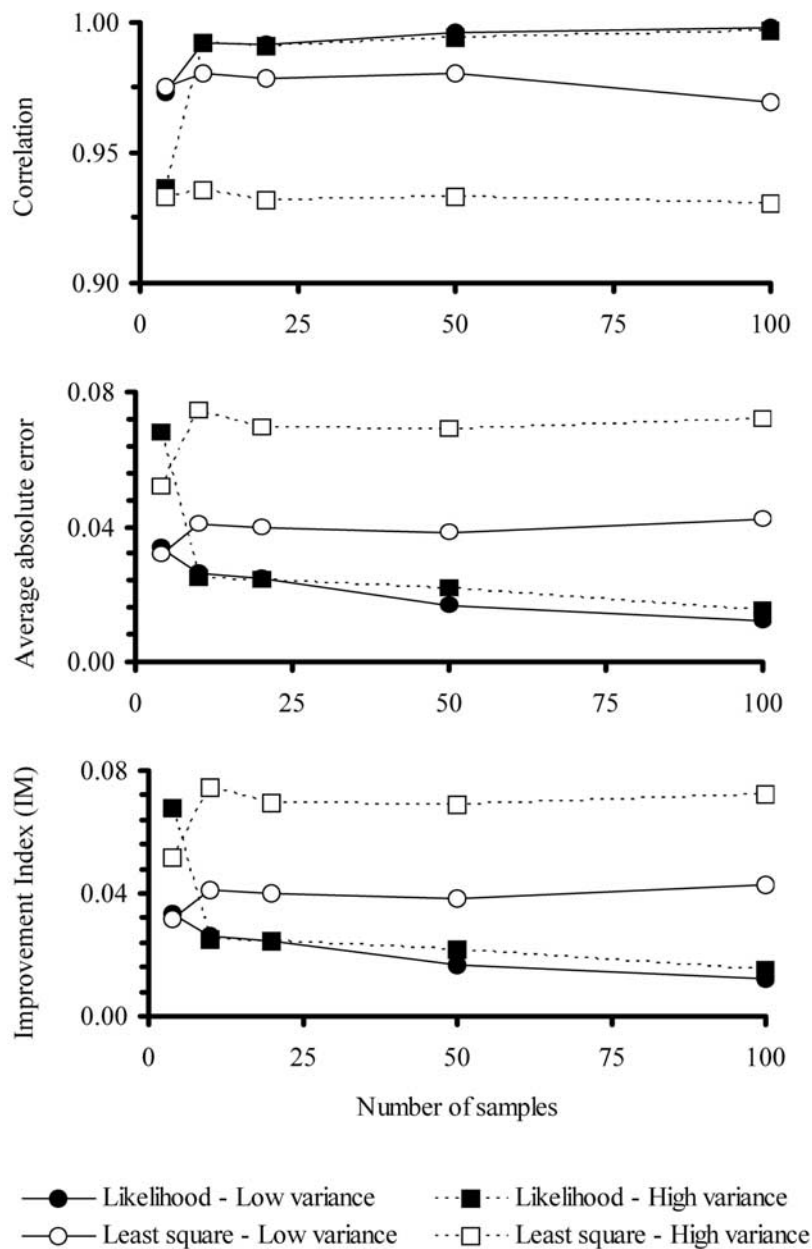 Correlation
1.00
0.95
0.90
0 25 50 75 100
Average absolute error
0.08
0.04
0.00
0 25 50 75 100
Improvement Index (IM)
0.08
0.04
0.00
0 25 50 75 100
Number of samples
Likelihood - Low variance Likelihood - High variance
Least square - Low variance Least square - High variance